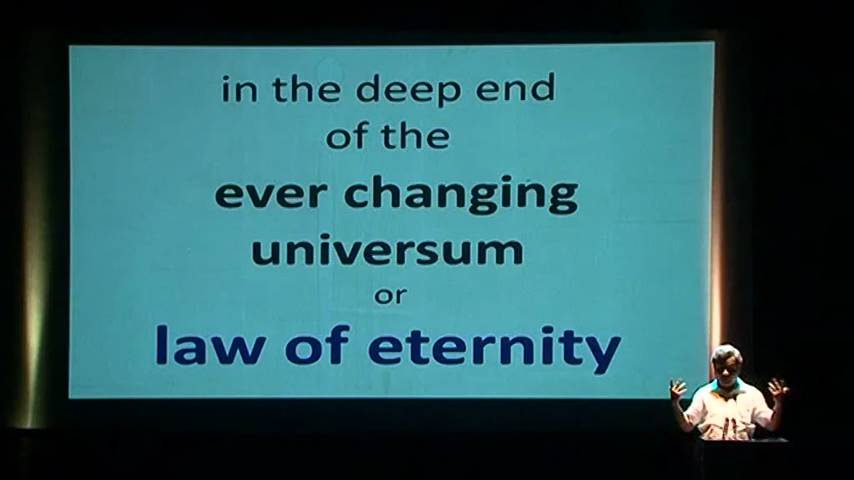 in the deep end
of the
ever changing
universum
or
law of eternity